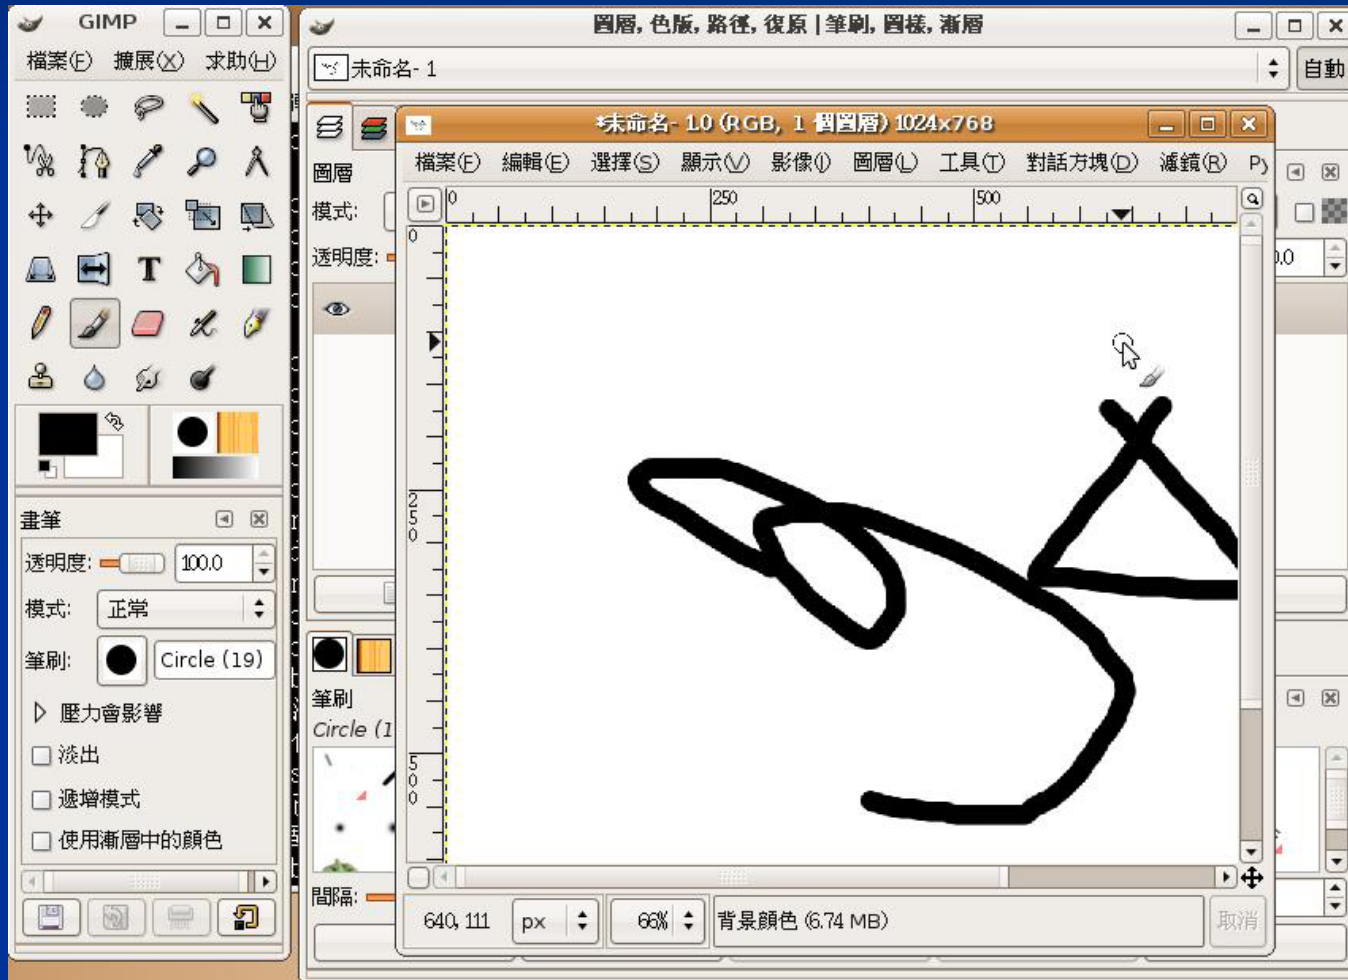 GIMP
檔案(F) 擴展(X) 求助(H)
畫筆
透明度: 100.0
模式: 正常
筆刷: Circle (19)
壓力會影響
淡出
遞增模式
使用漸層中的顏色
圖層, 色版, 路徑, 復原 | 筆刷, 圖樣, 漸層
未命名- 1
自動
圖層
模式:
透明度:
筆刷
Circle (1
間隔:
*未命名- 1.0 (RGB, 1 個圖層) 1024x768
檔案(F) 編輯(E) 選擇(S) 顯示(V) 影像(I) 圖層(L) 工具(T) 對話方塊(D) 濾鏡(R) Py
0 250 500
0
250
500
640, 111 px 66% 背景顏色 (6.74 MB) 取消